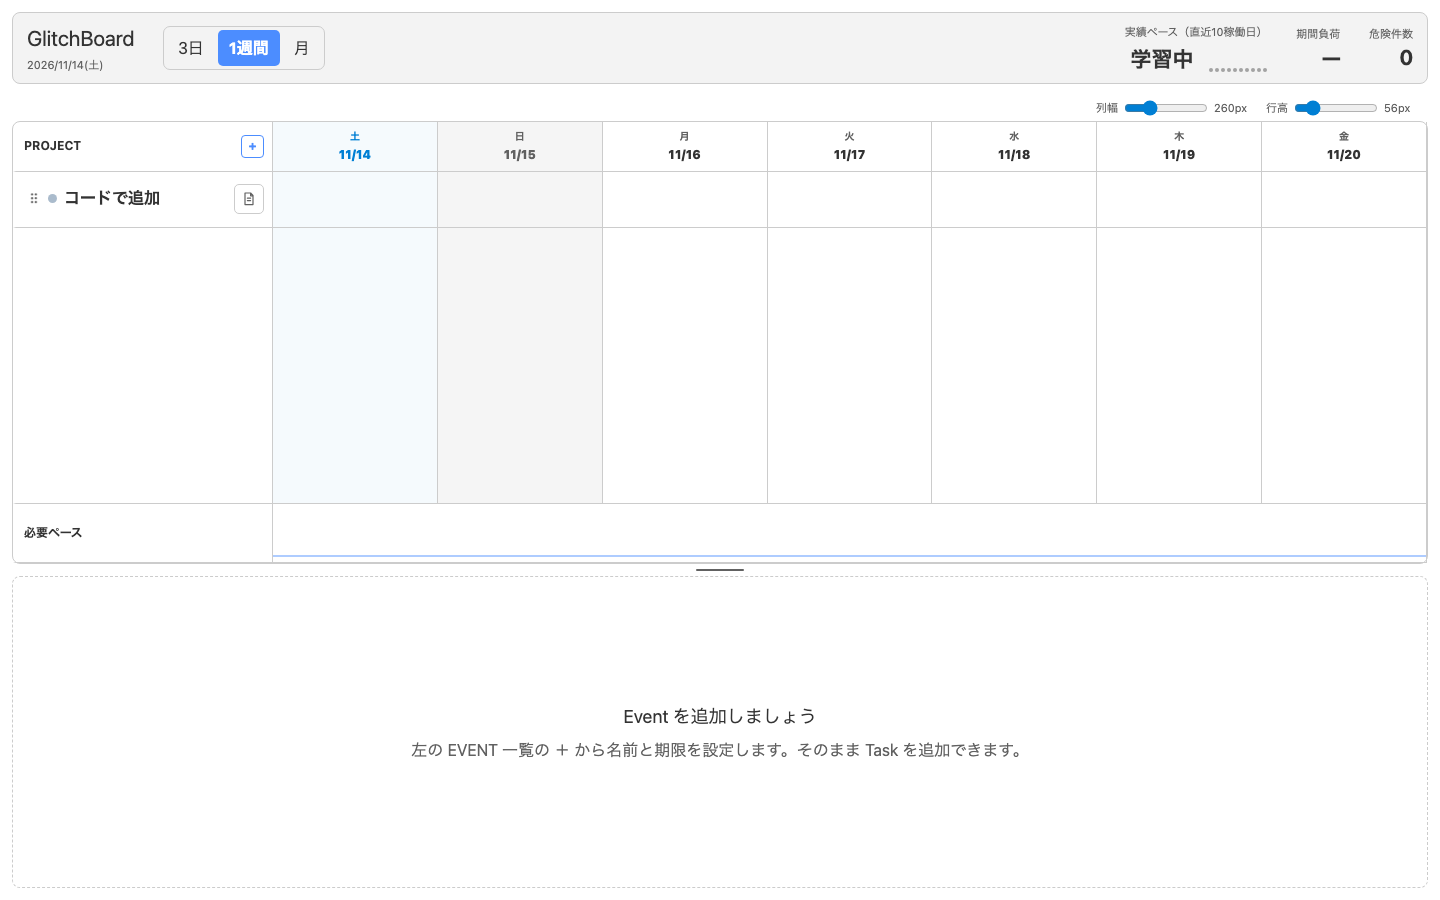 GlitchBoard
2026/11/14(土)
3日 1週間 月
実績ペース（直近10稼働日）
学習中
期間負荷
—
危険件数
0
列幅 260px 行高 56px
PROJECT +
土 日 月 火 水 木 金
11/14 11/15 11/16 11/17 11/18 11/19 11/20
コードで追加
必要ペース
Event を追加しましょう
左の EVENT 一覧の ＋ から名前と期限を設定します。そのまま Task を追加できます。